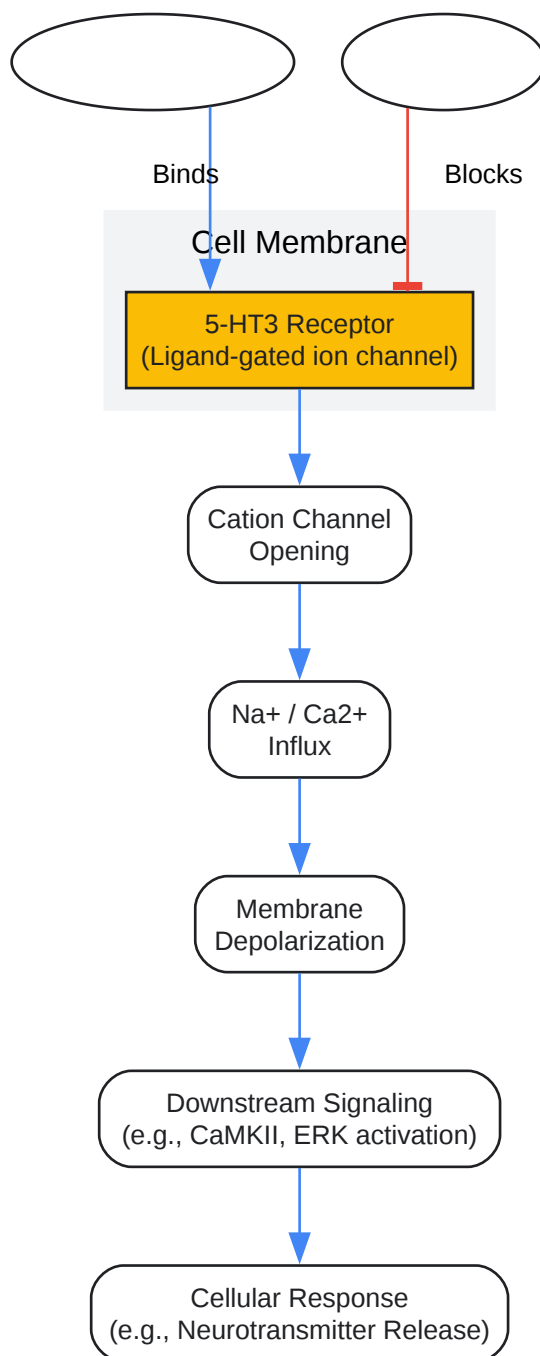 Binds
Blocks
Cell Membrane
5-HT3 Receptor
(Ligand-gated ion channel)
Cation Channel
Opening
Na+ / Ca2+
Influx
Membrane
Depolarization
Downstream Signaling
(e.g., CaMKII, ERK activation)
Cellular Response
(e.g., Neurotransmitter Release)